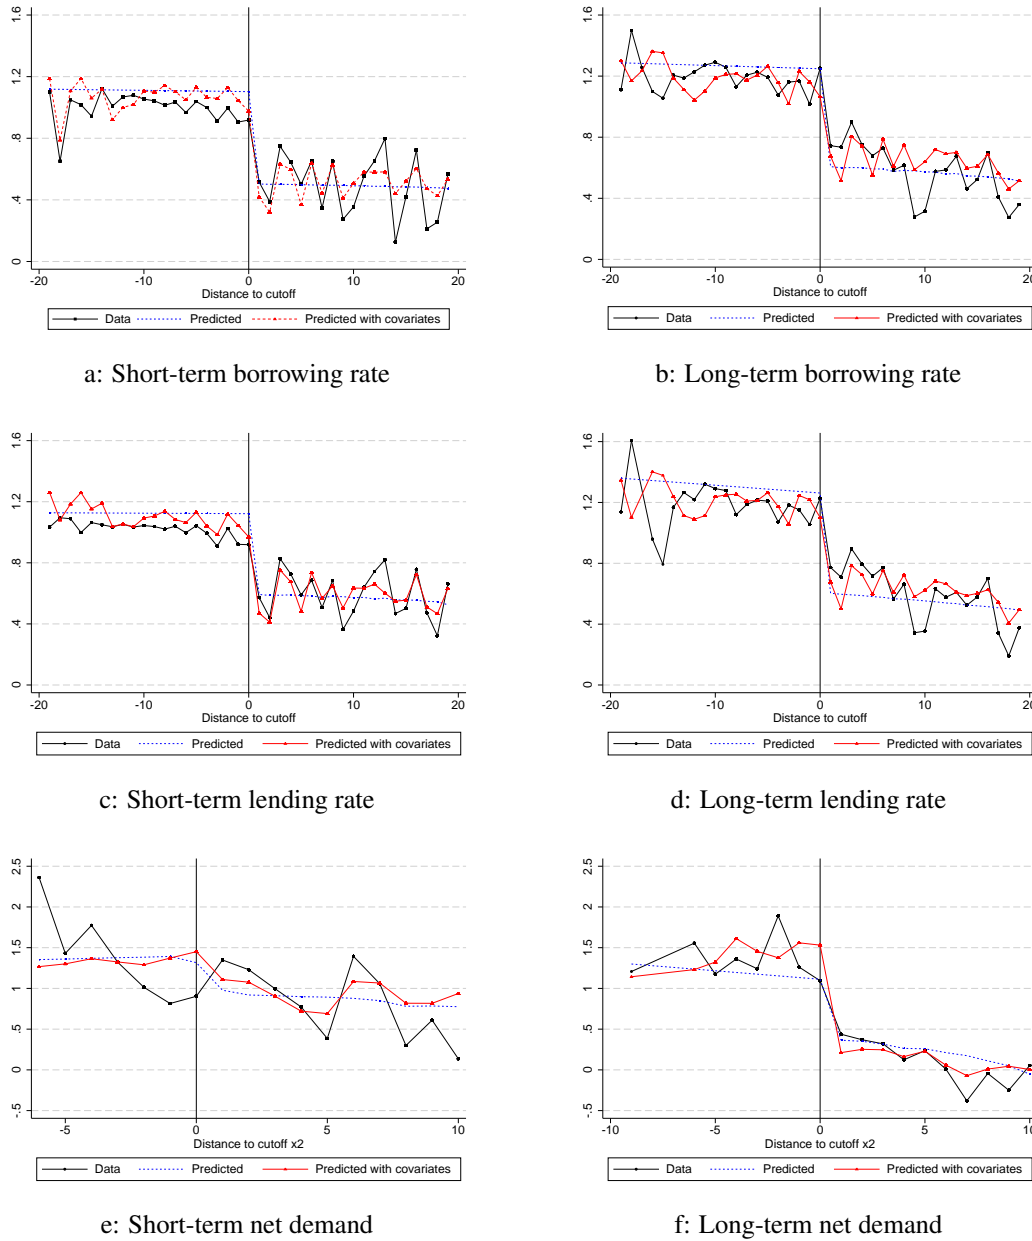 1.6
1.2
.8
.4
0
-20
-10
0
10
20
Distance to cutoff
Data
Predicted
Predicted with covariates
a: Short-term borrowing rate
1.6
1.2
.8
.4
0
-20
-10
0
10
20
Distance to cutoff
Data
Predicted
Predicted with covariates
b: Long-term borrowing rate
1.6
1.2
.8
.4
0
-20
-10
0
10
20
Distance to cutoff
Data
Predicted
Predicted with covariates
c: Short-term lending rate
1.6
1.2
.8
.4
0
-20
-10
0
10
20
Distance to cutoff
Data
Predicted
Predicted with covariates
d: Long-term lending rate
2.5
2
1.5
1
.5
0
-.5
-5
0
5
10
Distance to cutoff x2
Data
Predicted
Predicted with covariates
e: Short-term net demand
2.5
2
1.5
1
.5
0
-.5
-10
-5
0
5
10
Distance to cutoff x2
Data
Predicted
Predicted with covariates
f: Long-term net demand